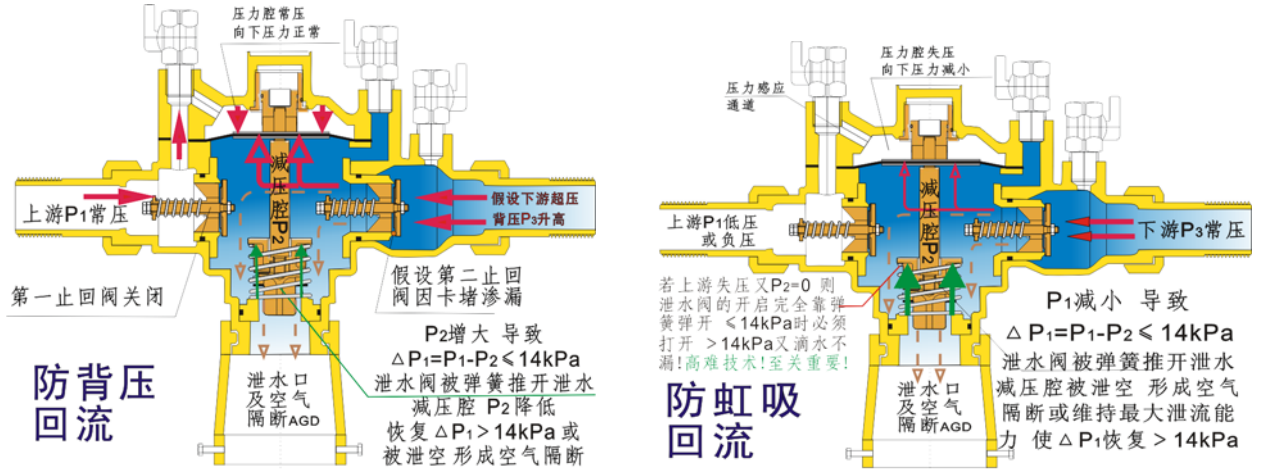 压力腔常压
向下压力正常
上游P₁常压
减压腔P₂
假设下游超压
背压P₃升高
第一止回阀关闭
假设第二止回
阀因卡堵渗漏
P₂增大 导致
△P₁=P₁-P₂⩽14kPa
泄水阀被弹簧推开泄水
减压腔 P₂降低
恢复△P₁>14kPa或
被泄空 形成空气隔断
泄水口
及空气
隔断AGD
防背压
回流
压力腔失压
向下压力减小
压力感应
通道
上游P₁低压
或负压
减压腔P₂
下游P₃常压
若上游失压又P₂=0 则
泄水阀的开启完全靠弹
簧弹开 ⩽14kPa时必须
打开 >14kPa又滴水不
漏!高难技术!至关重要!
P₁减小 导致
△P₁=P₁-P₂⩽14kPa
泄水阀被弹簧推开泄水
减压腔被泄空 形成空气
隔断或维持最大泄流能
力 使△P₁恢复>14kPa
泄水口
及空气
隔断AGD
防虹吸
回流